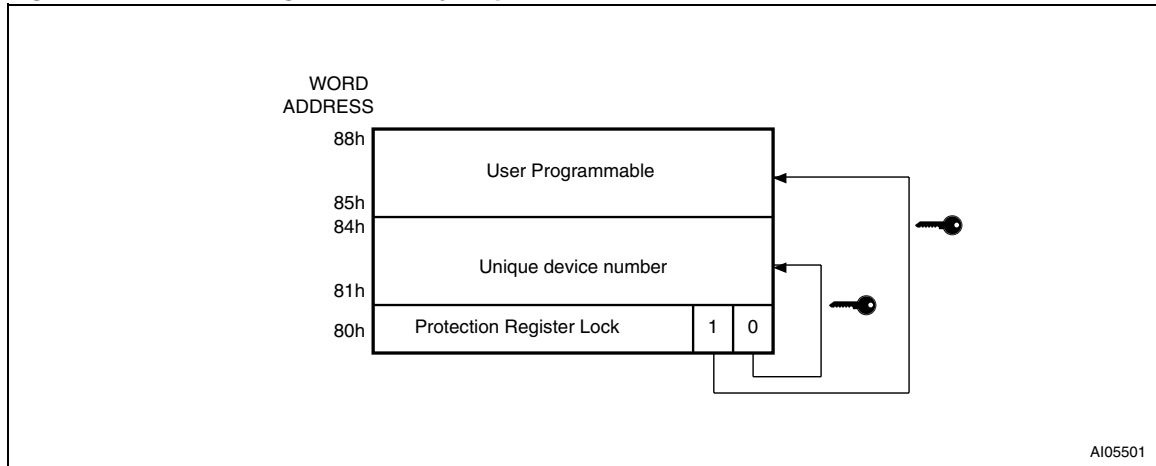 WORD
ADDRESS
88h
User Programmable
85h
84h
Unique device number
81h
80h
Protection Register Lock
1
0
AI05501